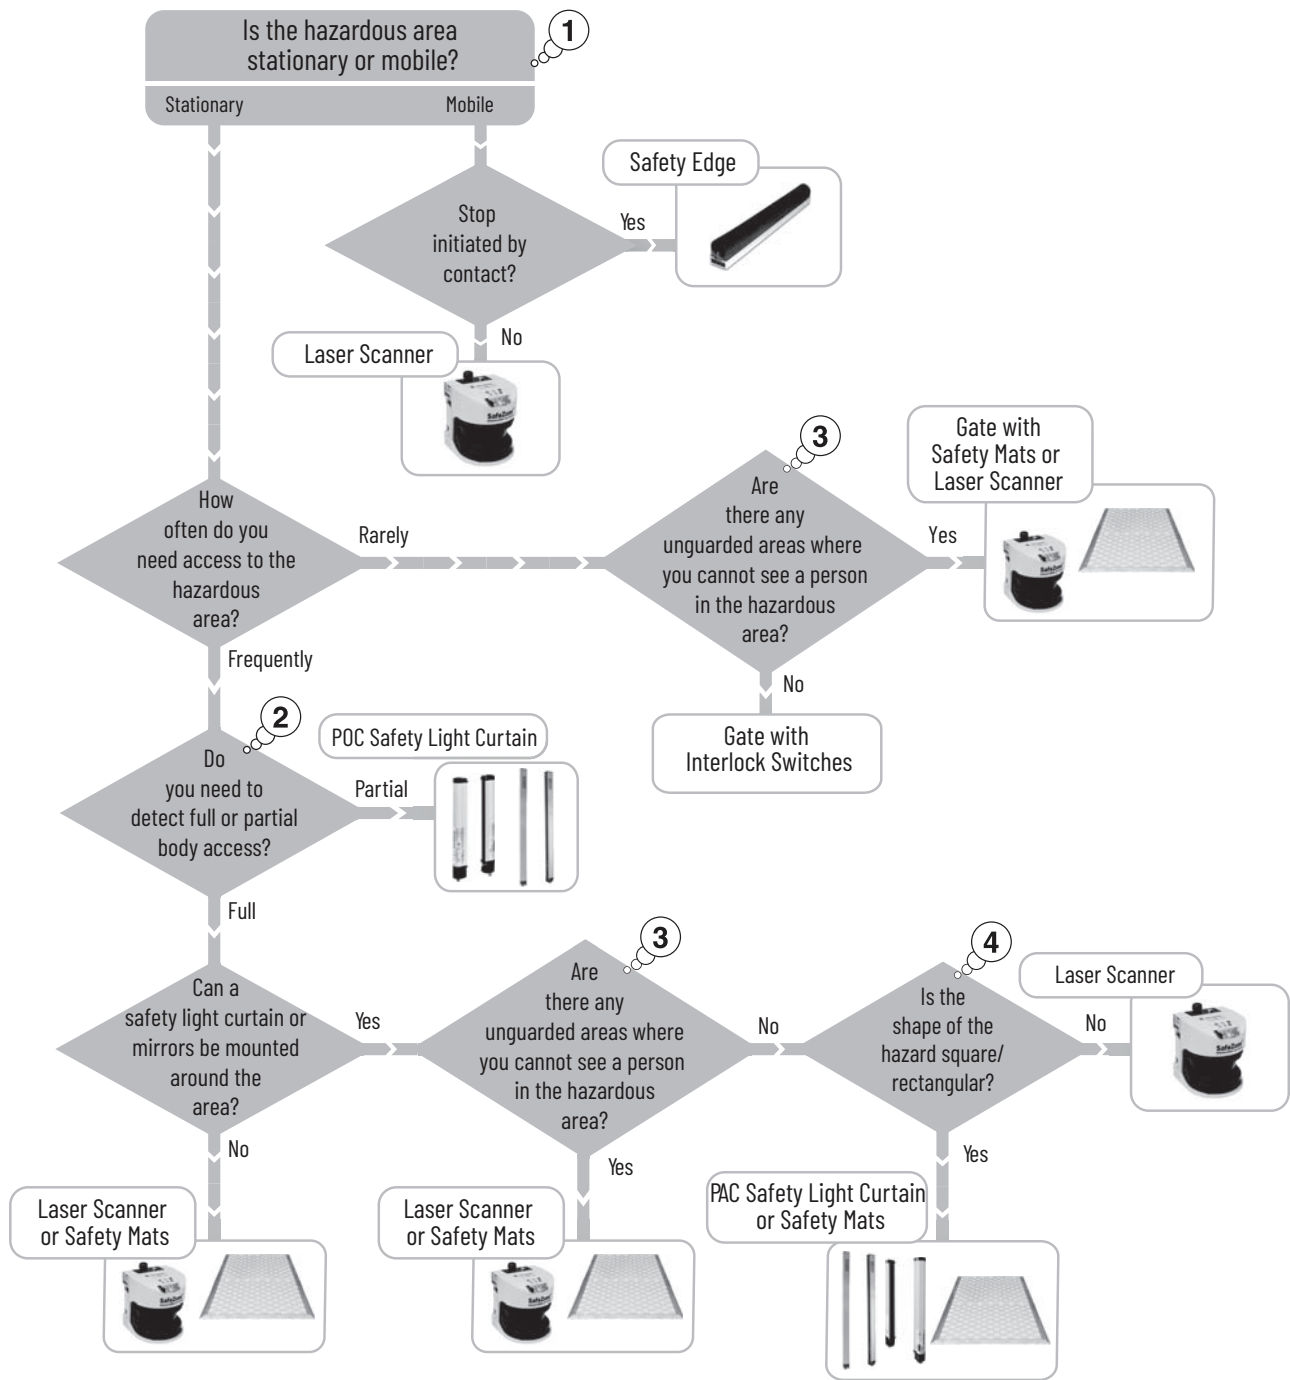 Is the hazardous area
stationary or mobile?
1
Stationary
Mobile
Safety Edge
Stop
initiated by
contact?
Yes
No
Laser Scanner
SafeZone
How
often do you
need access to the
hazardous
area?
Rarely
3
Are
there any
unguarded areas where
you cannot see a person
in the hazardous
area?
Yes
Gate with
Safety Mats or
Laser Scanner
SafeZone
No
Gate with
Interlock Switches
Frequently
2
Do
you need to
detect full or partial
body access?
Partial
POC Safety Light Curtain
Full
Can a
safety light curtain or
mirrors be mounted
around the
area?
Yes
3
Are
there any
unguarded areas where
you cannot see a person
in the hazardous
area?
No
4
Is the
shape of the
hazard square/
rectangular?
No
Laser Scanner
SafeZone
No
Laser Scanner
or Safety Mats
SafeZone
Yes
Laser Scanner
or Safety Mats
SafeZone
Yes
PAC Safety Light Curtain
or Safety Mats